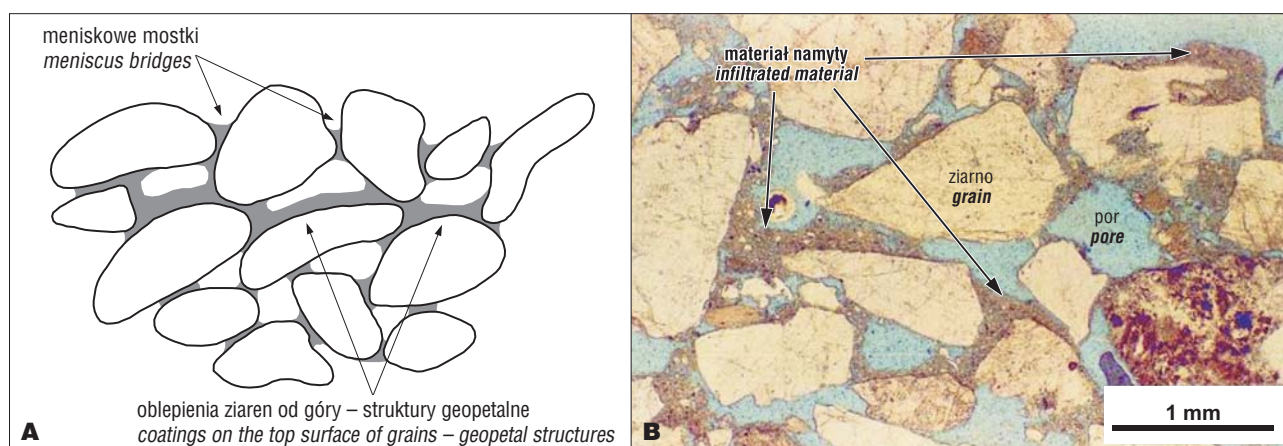 meniskowe mostki
meniscus bridges
oblepienia ziaren od góry – struktury geopetalne
coatings on the top surface of grains – geopetal structures
A
materiał namyty
infiltrated material
ziarno
grain
por
pore
1 mm
B